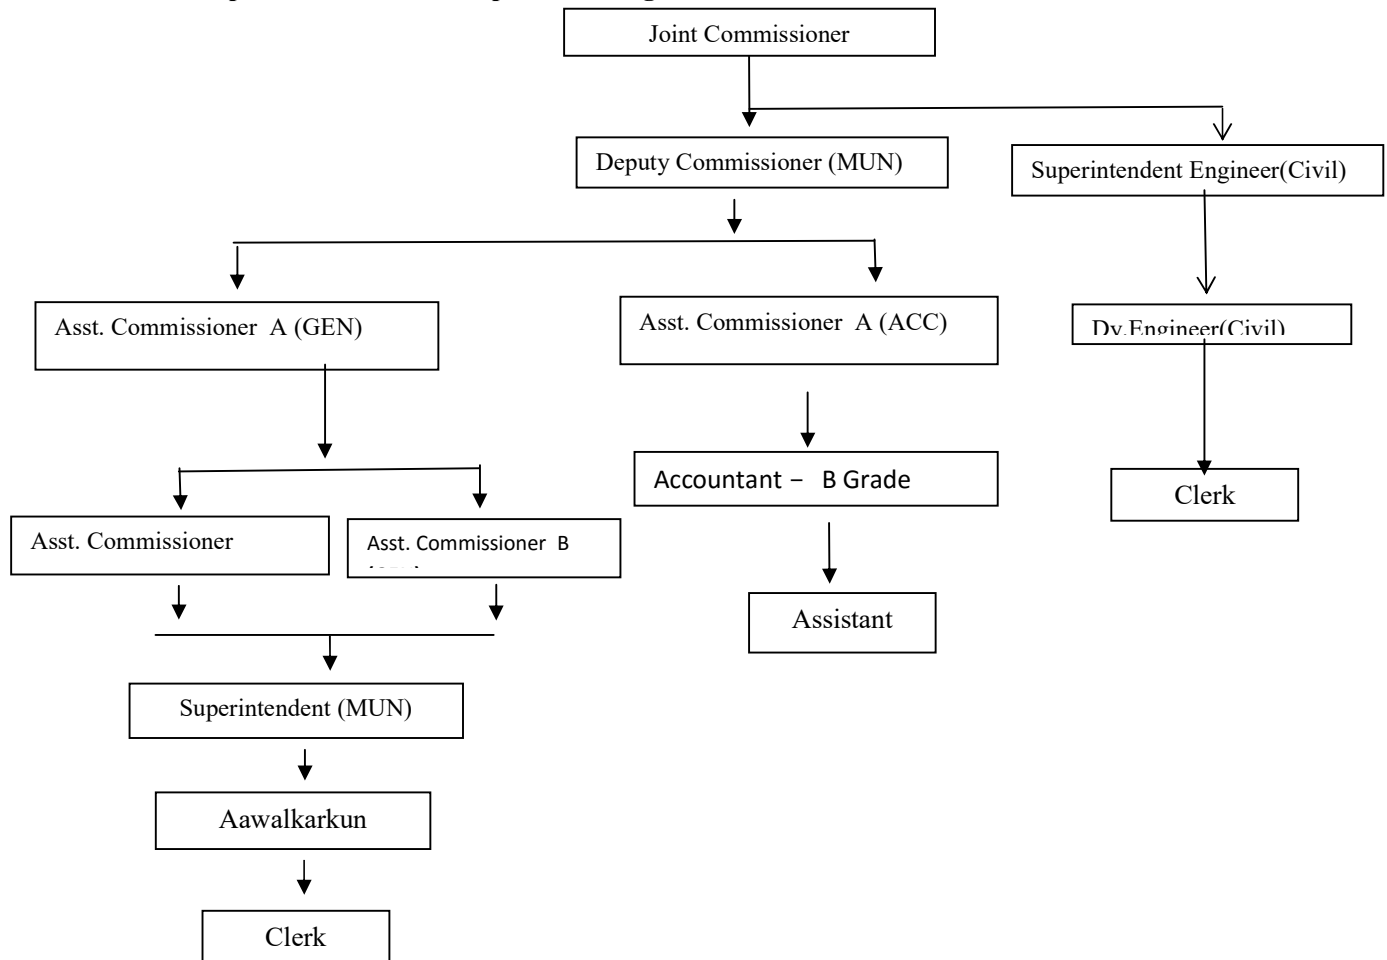 Joint Commissioner
Deputy Commissioner (MUN)
Superintendent Engineer(Civil)
Asst. Commissioner A (GEN)
Asst. Commissioner A (ACC)
Dy.Engineer(Civil)
Accountant – B Grade
Clerk
Asst. Commissioner
Asst. Commissioner B
Assistant
Superintendent (MUN)
Aawalkarkun
Clerk